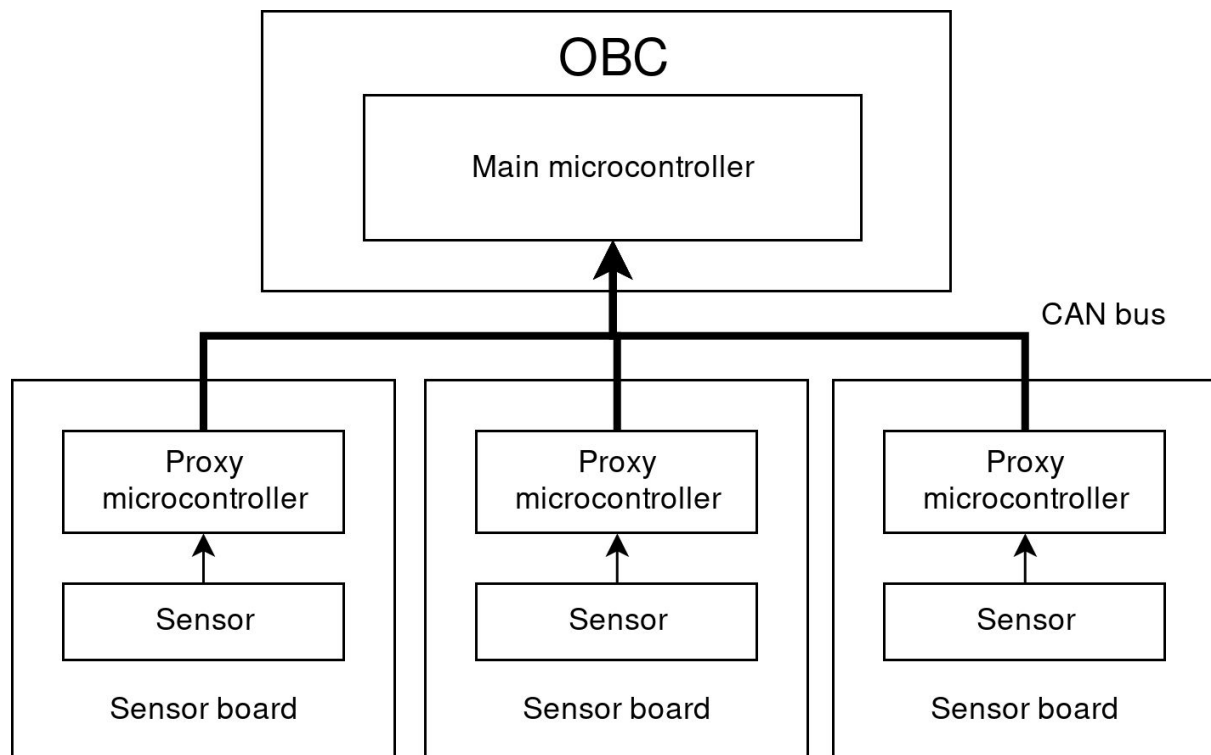 OBC
Main microcontroller
CAN bus
Proxy
microcontroller
Sensor
Sensor board
Proxy
microcontroller
Sensor
Sensor board
Proxy
microcontroller
Sensor
Sensor board